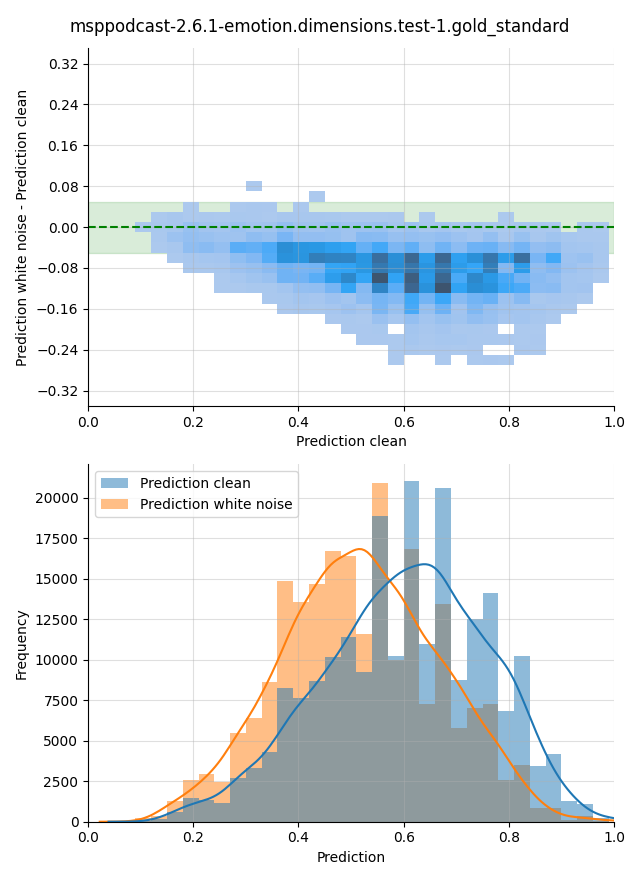 msppodcast-2.6.1-emotion.dimensions.test-1.gold_standard
0.32
0.24
0.16
0.08
0.00
−0.08
−0.16
−0.24
−0.32
Prediction white noise - Prediction clean
0.0 0.2 0.4 0.6 0.8 1.0
Prediction clean
Prediction clean
Prediction white noise
20000
17500
15000
12500
10000
7500
5000
2500
0
Frequency
0.0 0.2 0.4 0.6 0.8 1.0
Prediction